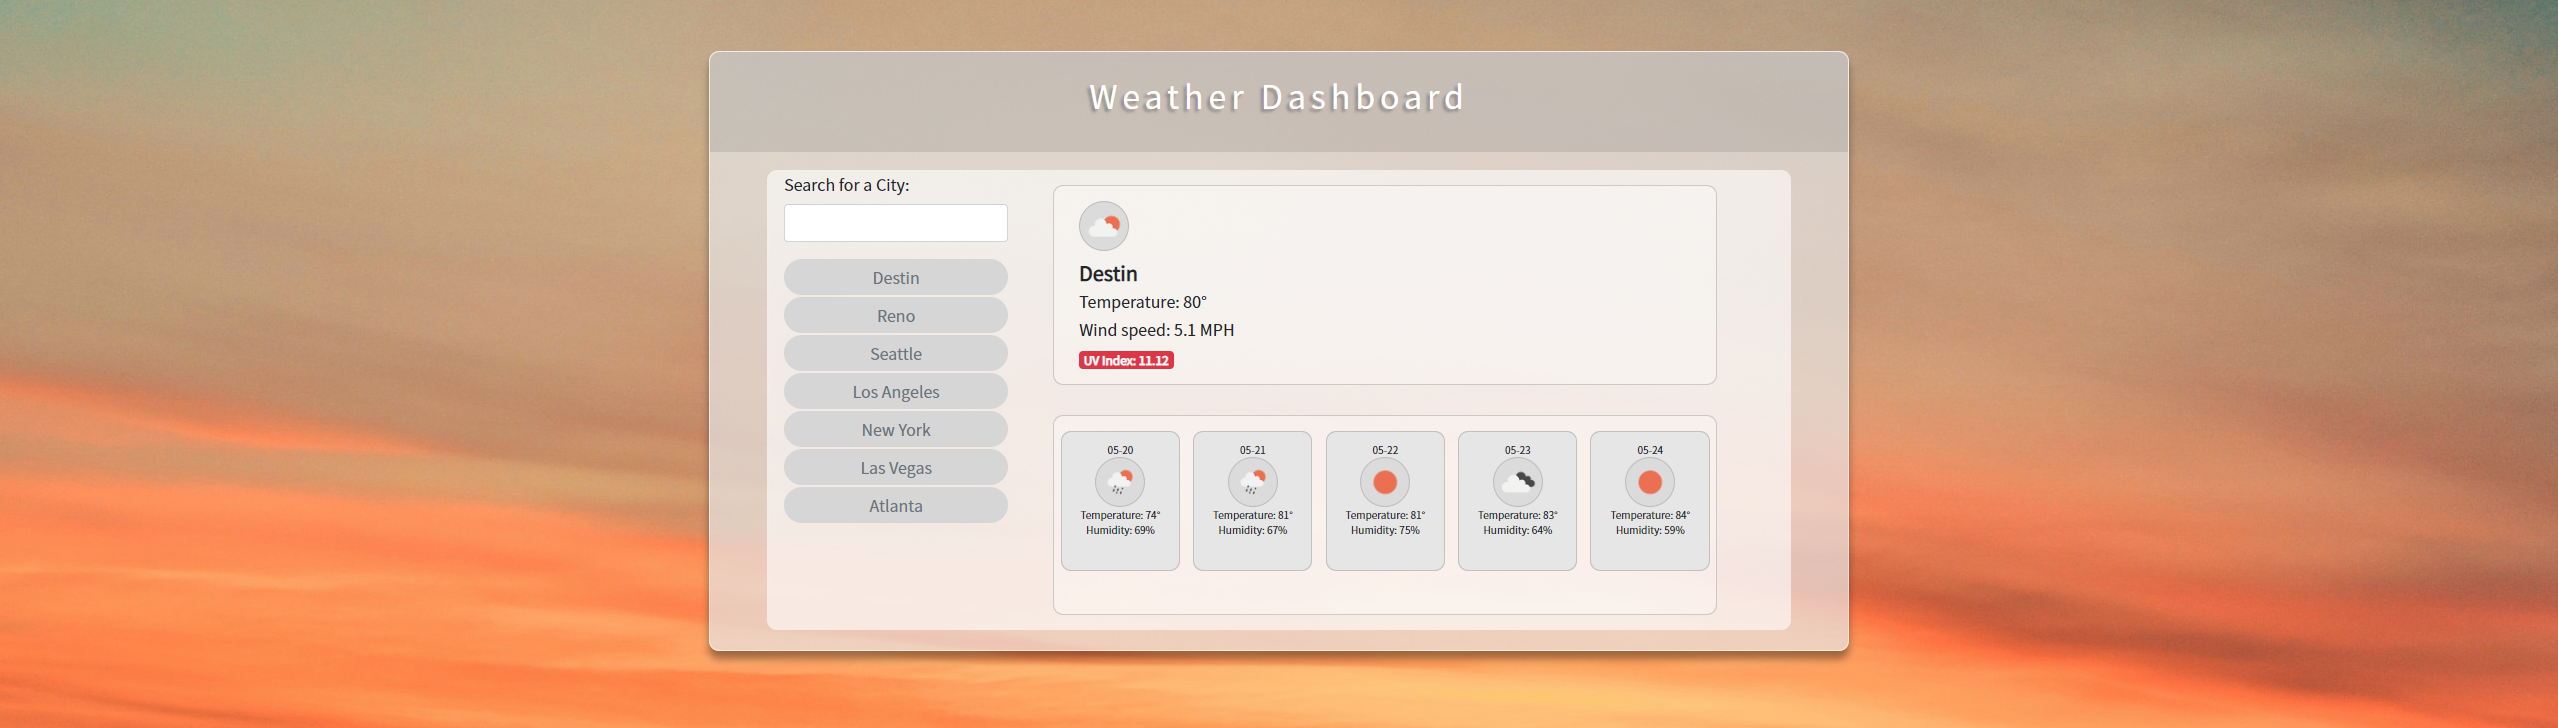 Weather Dashboard
Search for a City:
Destin
Reno
Seattle
Los Angeles
New York
Las Vegas
Atlanta
Destin
Temperature: 80°
Wind speed: 5.1 MPH
UV Index: 11.12
05-20
Temperature: 74°
Humidity: 69%
05-21
Temperature: 81°
Humidity: 67%
05-22
Temperature: 81°
Humidity: 75%
05-23
Temperature: 83°
Humidity: 64%
05-24
Temperature: 84°
Humidity: 59%